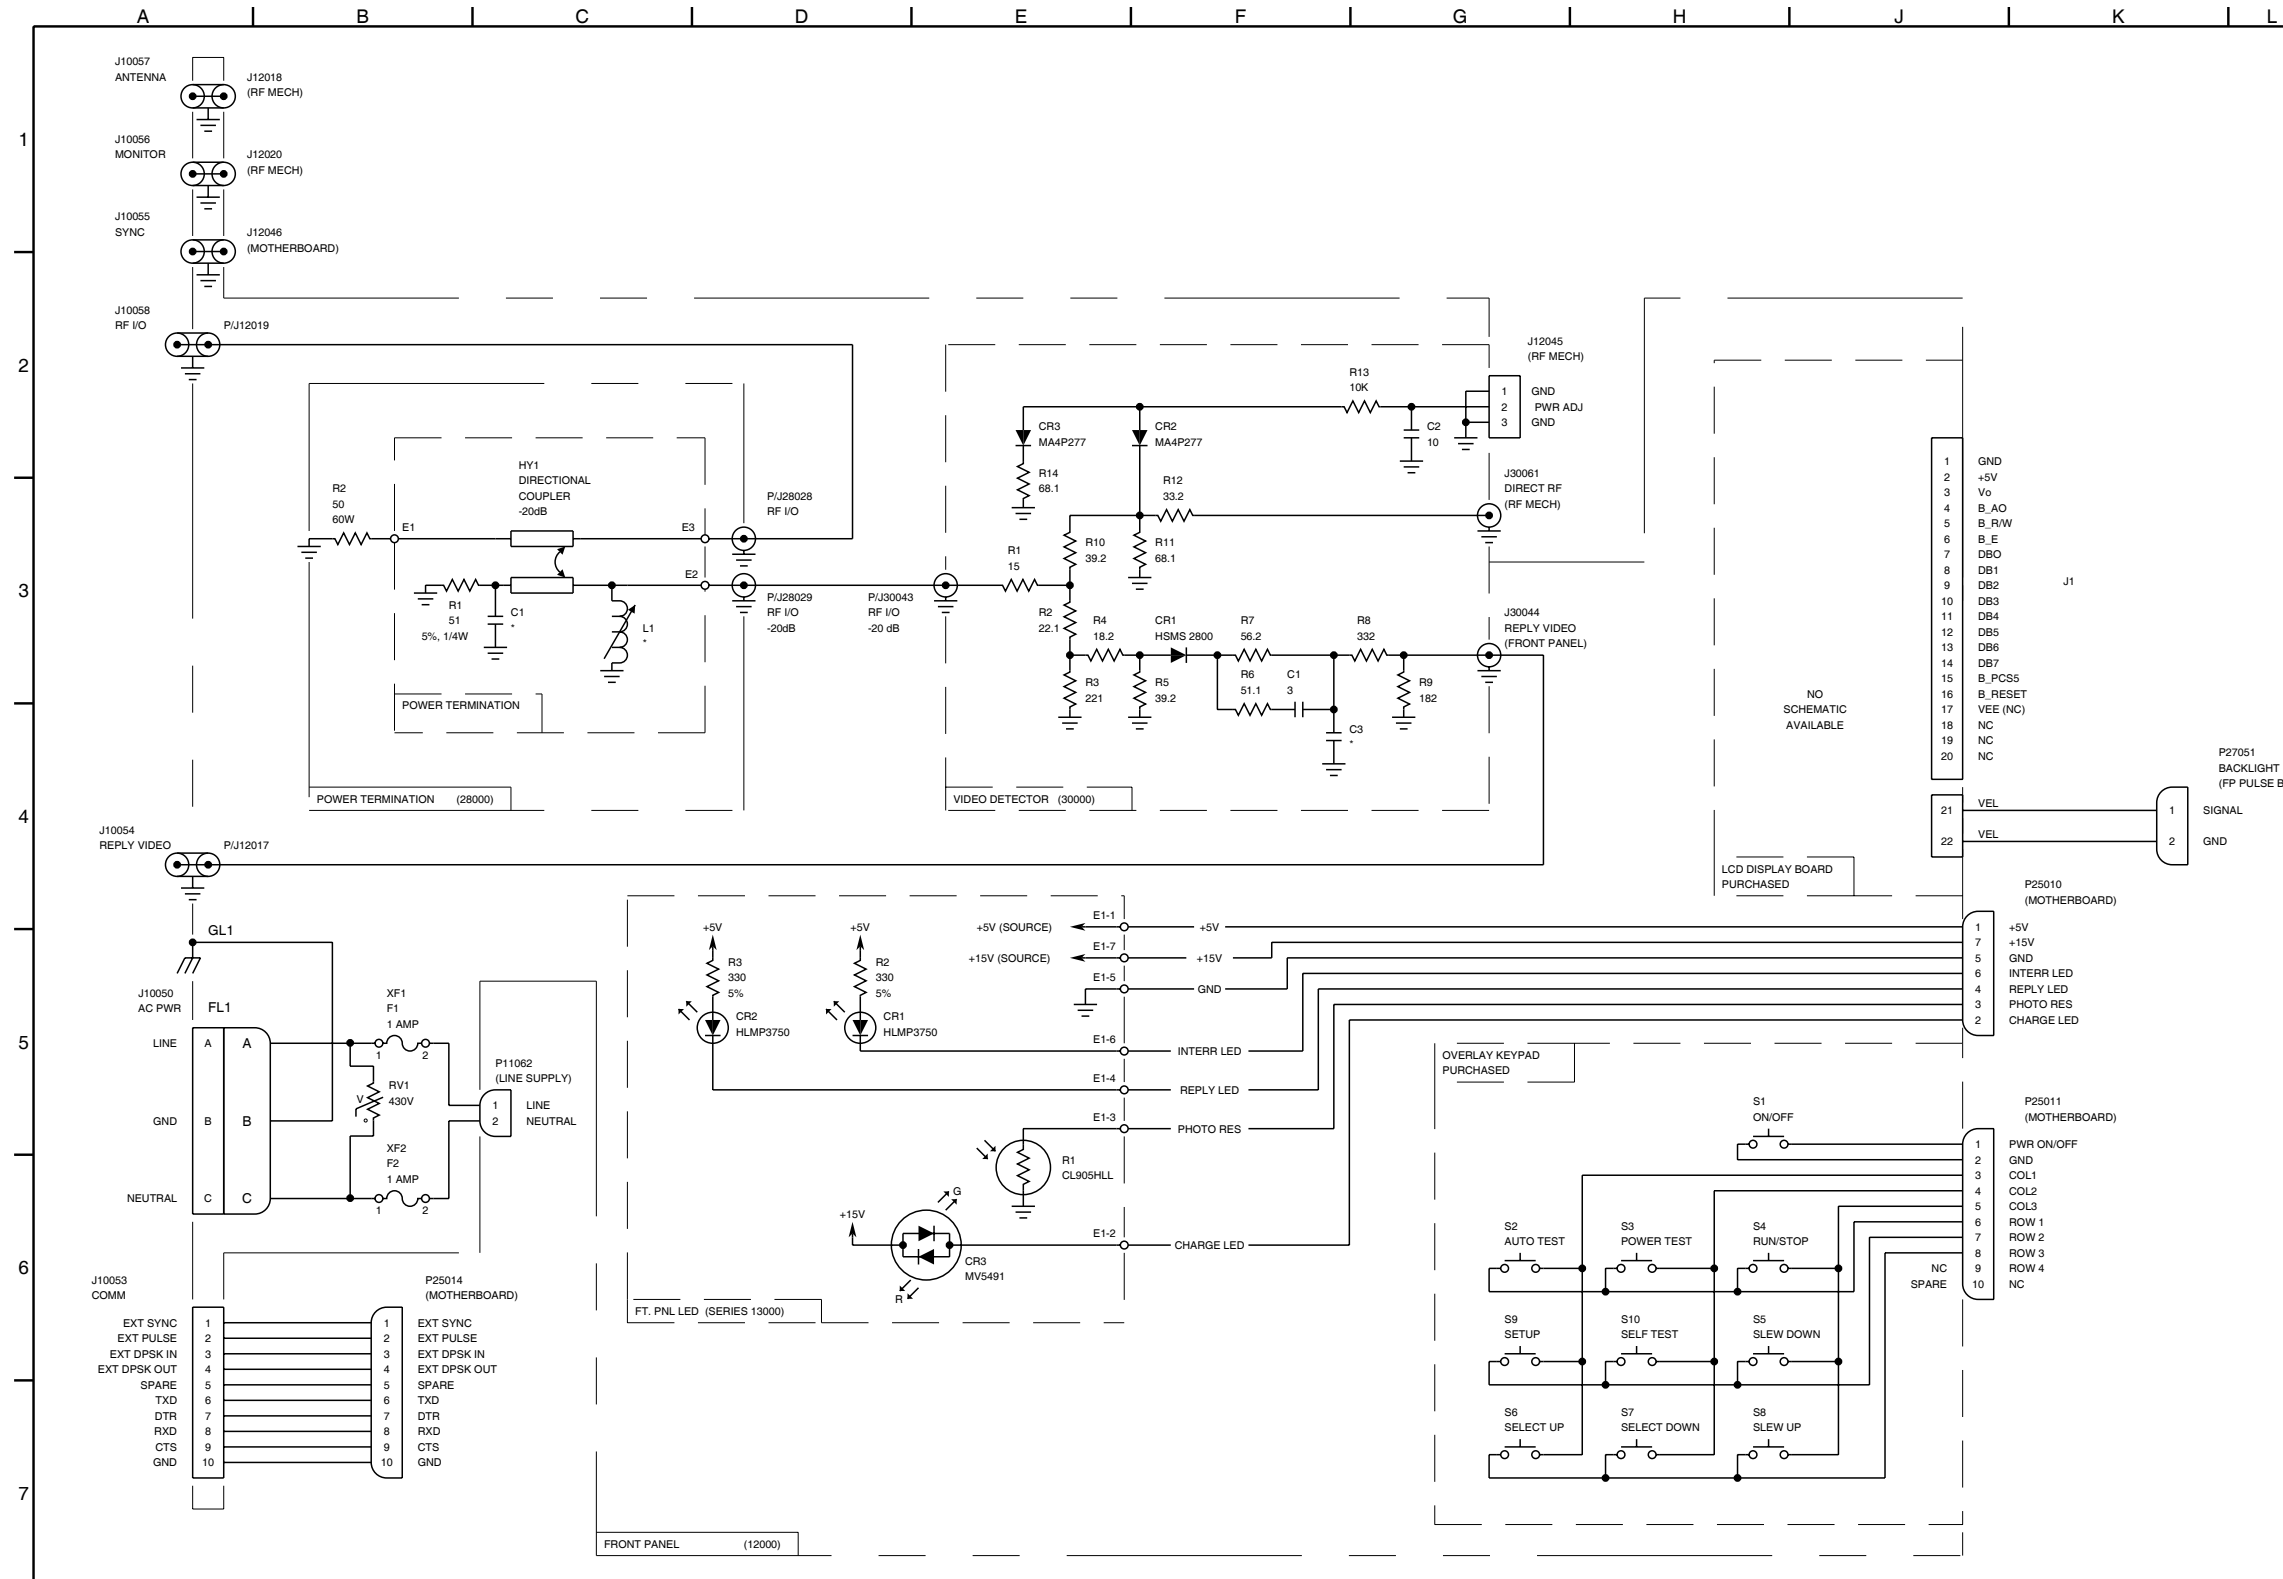 A B C D E F G H J K L
1
2
3
4
5
6
7
J10057
ANTENNA
J12018
(RF MECH)
J10056
MONITOR
J12020
(RF MECH)
J10055
SYNC
J12046
(MOTHERBOARD)
J10058
RF I/O
P/J12019
R2
50
60W
E1
HY1
DIRECTIONAL
COUPLER
-20dB
E3
E2
R1
51
5%, 1/4W
C1
*
L1
*
POWER TERMINATION
POWER TERMINATION (28000)
P/J28028
RF I/O
P/J28029
RF I/O
-20dB
P/J30043
RF I/O
-20 dB
R1
15
R10
39.2
R2
22.1
R3
221
R4
18.2
R5
39.2
CR1
HSMS 2800
R7
56.2
R6
51.1
C1
3
C3
*
R8
332
R9
182
CR3
MA4P277
R14
68.1
CR2
MA4P277
R12
33.2
R11
68.1
R13
10K
C2
10
VIDEO DETECTOR (30000)
J12045
(RF MECH)
1 GND
2 PWR ADJ
3 GND
J30061
DIRECT RF
(RF MECH)
J30044
REPLY VIDEO
(FRONT PANEL)
NO
SCHEMATIC
AVAILABLE
LCD DISPLAY BOARD
PURCHASED
1 GND
2 +5V
3 Vo
4 B_AO
5 B_R/W
6 B_E
7 DBO
8 DB1
9 DB2
10 DB3
11 DB4
12 DB5
13 DB6
14 DB7
15 B_PCS5
16 B_RESET
17 VEE (NC)
18 NC
19 NC
20 NC
J1
21 VEL
22 VEL
P27051
BACKLIGHT
(FP PULSE B
1 SIGNAL
2 GND
J10054
REPLY VIDEO
P/J12017
GL1
J10050
AC PWR
FL1
LINE A A
GND B B
NEUTRAL C C
XF1
F1
1 AMP
1 2
RV1
430V
V
XF2
F2
1 AMP
1 2
P11062
(LINE SUPPLY)
1 LINE
2 NEUTRAL
+5V
R3
330
5%
CR2
HLMP3750
+5V
R2
330
5%
CR1
HLMP3750
+5V (SOURCE) E1-1 +5V
+15V (SOURCE) E1-7 +15V
E1-5 GND
E1-6 INTERR LED
E1-4 REPLY LED
E1-3 PHOTO RES
R1
CL905HLL
+15V
G
R
CR3
MV5491
E1-2 CHARGE LED
FT. PNL LED (SERIES 13000)
P25010
(MOTHERBOARD)
1 +5V
7 +15V
5 GND
6 INTERR LED
4 REPLY LED
3 PHOTO RES
2 CHARGE LED
OVERLAY KEYPAD
PURCHASED
S1
ON/OFF
P25011
(MOTHERBOARD)
1 PWR ON/OFF
2 GND
3 COL1
4 COL2
5 COL3
6 ROW 1
7 ROW 2
8 ROW 3
NC 9 ROW 4
SPARE 10 NC
S2
AUTO TEST
S3
POWER TEST
S4
RUN/STOP
S9
SETUP
S10
SELF TEST
S5
SLEW DOWN
S6
SELECT UP
S7
SELECT DOWN
S8
SLEW UP
J10053
COMM
P25014
(MOTHERBOARD)
EXT SYNC 1 1 EXT SYNC
EXT PULSE 2 2 EXT PULSE
EXT DPSK IN 3 3 EXT DPSK IN
EXT DPSK OUT 4 4 EXT DPSK OUT
SPARE 5 5 SPARE
TXD 6 6 TXD
DTR 7 7 DTR
RXD 8 8 RXD
CTS 9 9 CTS
GND 10 10 GND
FRONT PANEL (12000)